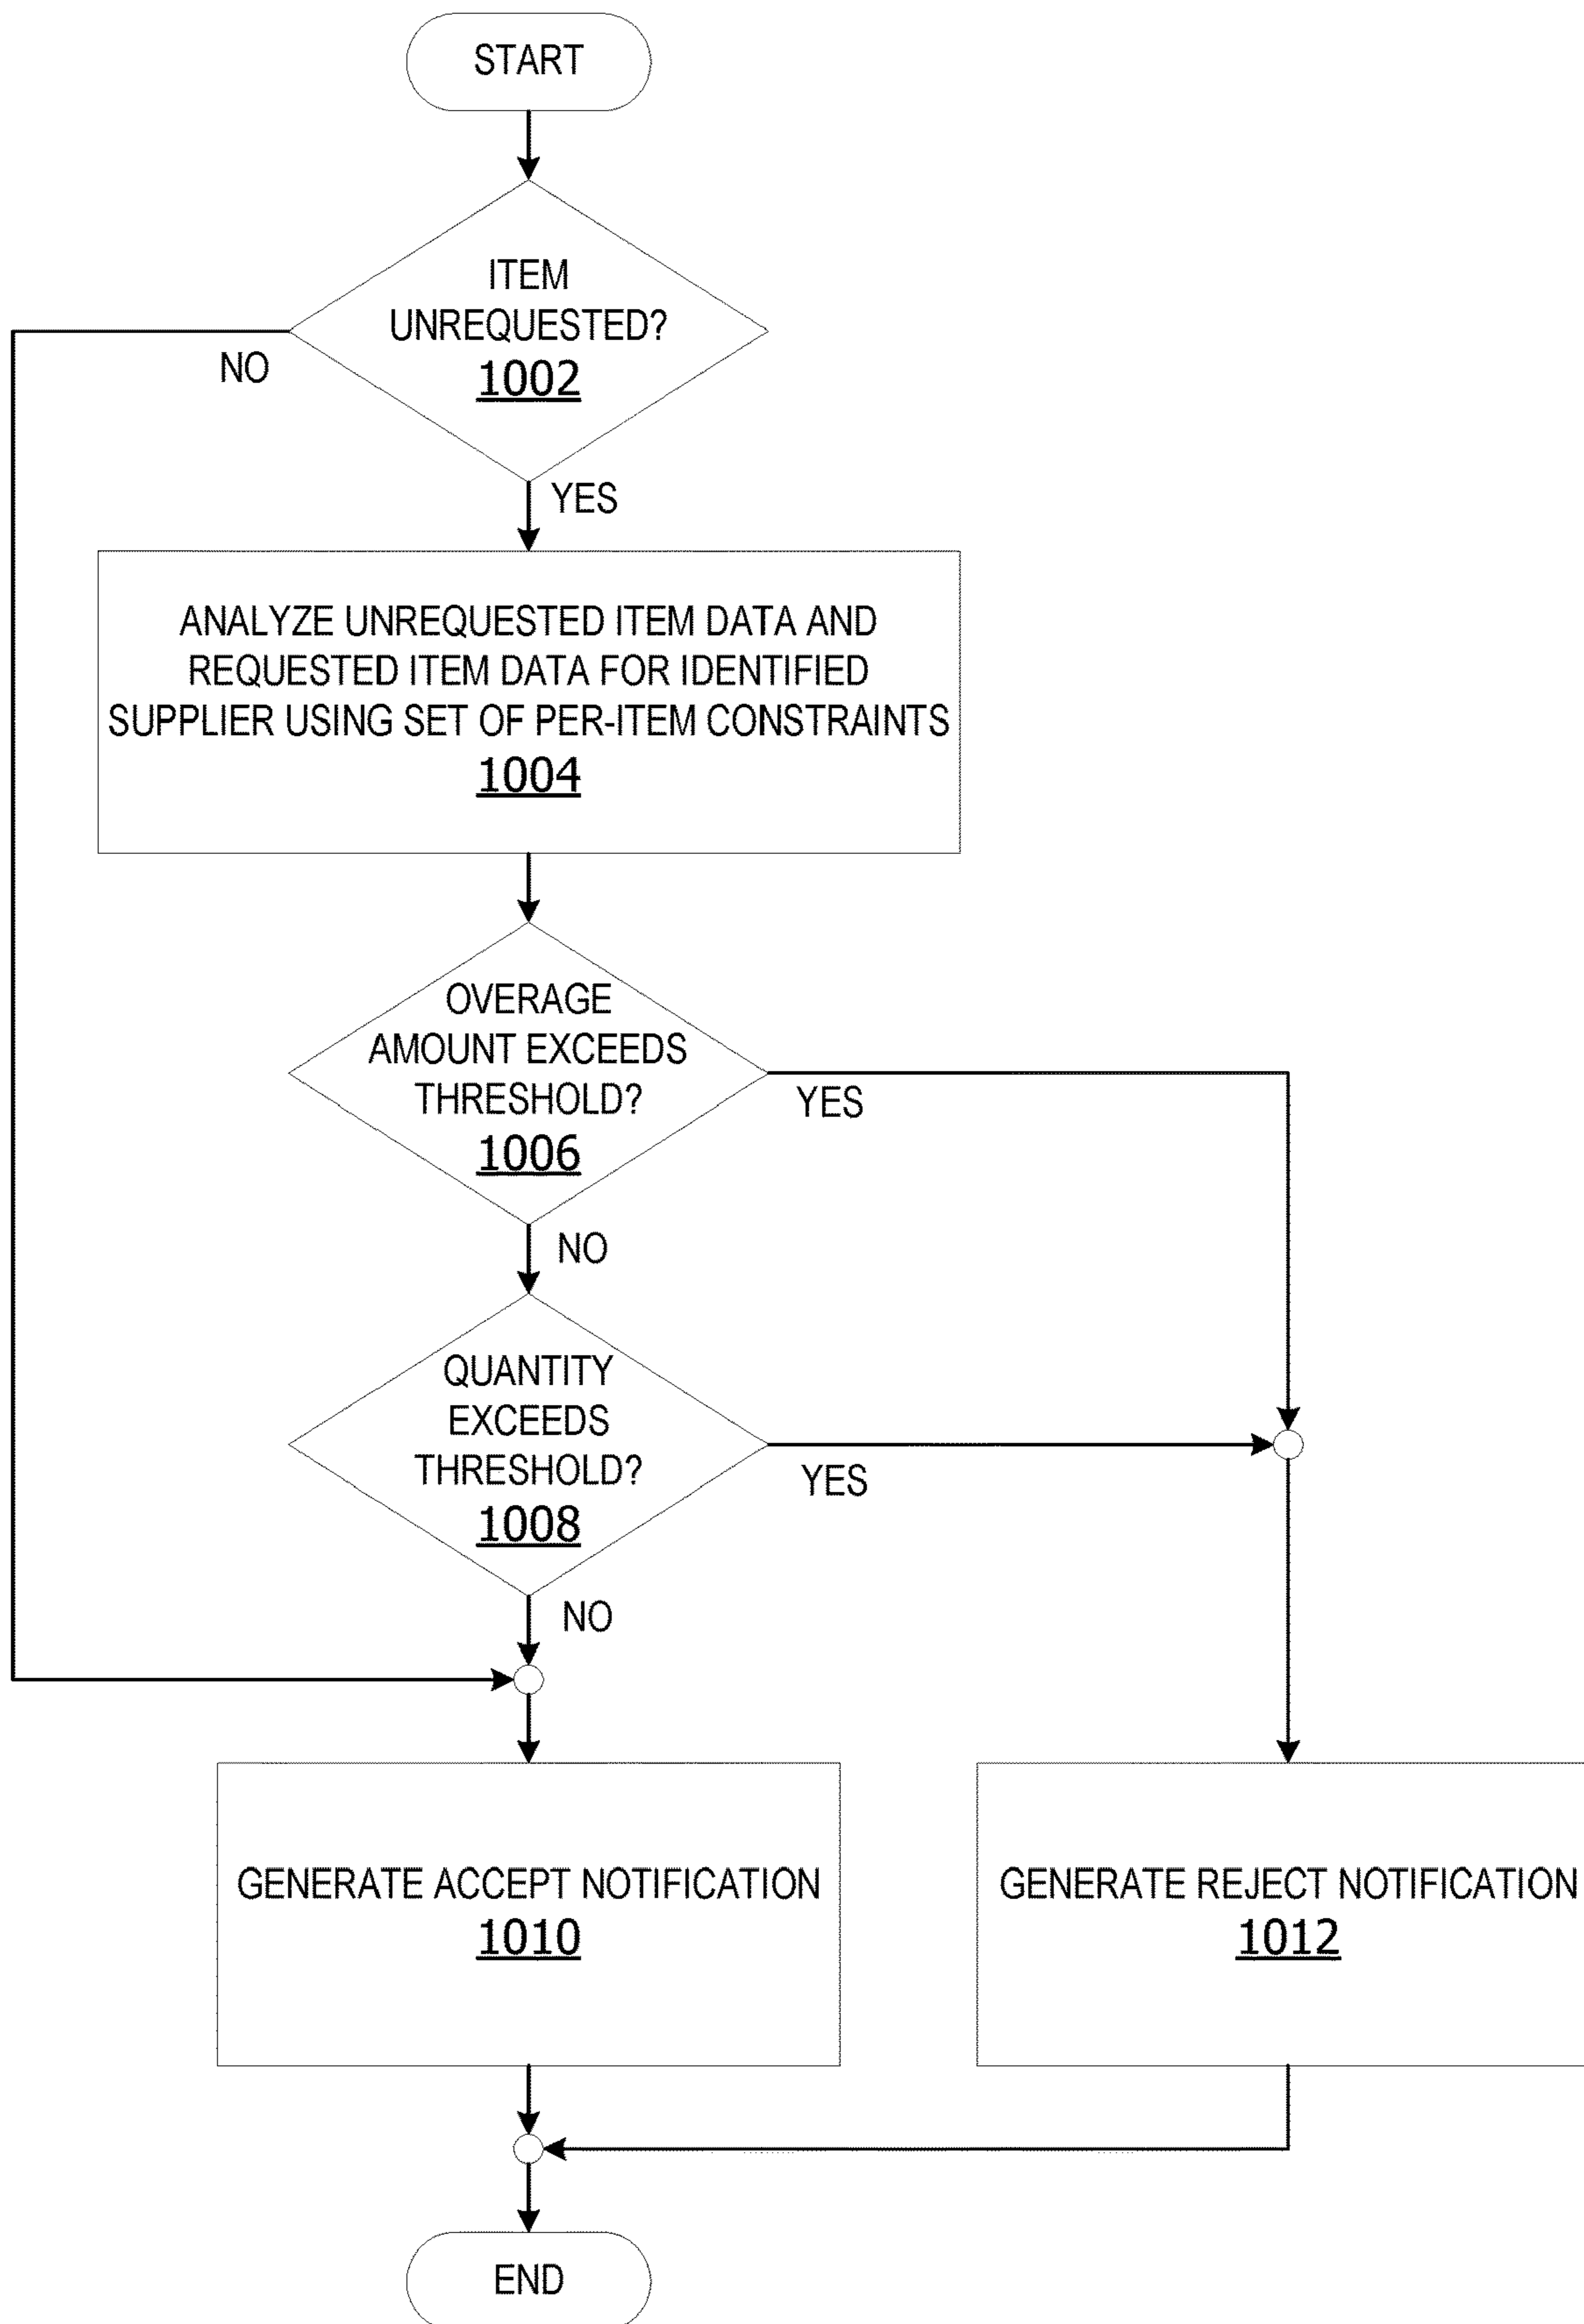 START
ITEM
UNREQUESTED?
1002
NO
YES
ANALYZE UNREQUESTED ITEM DATA AND
REQUESTED ITEM DATA FOR IDENTIFIED
SUPPLIER USING SET OF PER-ITEM CONSTRAINTS
1004
OVERAGE
AMOUNT EXCEEDS
THRESHOLD?
1006
YES
NO
QUANTITY
EXCEEDS
THRESHOLD?
1008
YES
NO
GENERATE ACCEPT NOTIFICATION
1010
GENERATE REJECT NOTIFICATION
1012
END